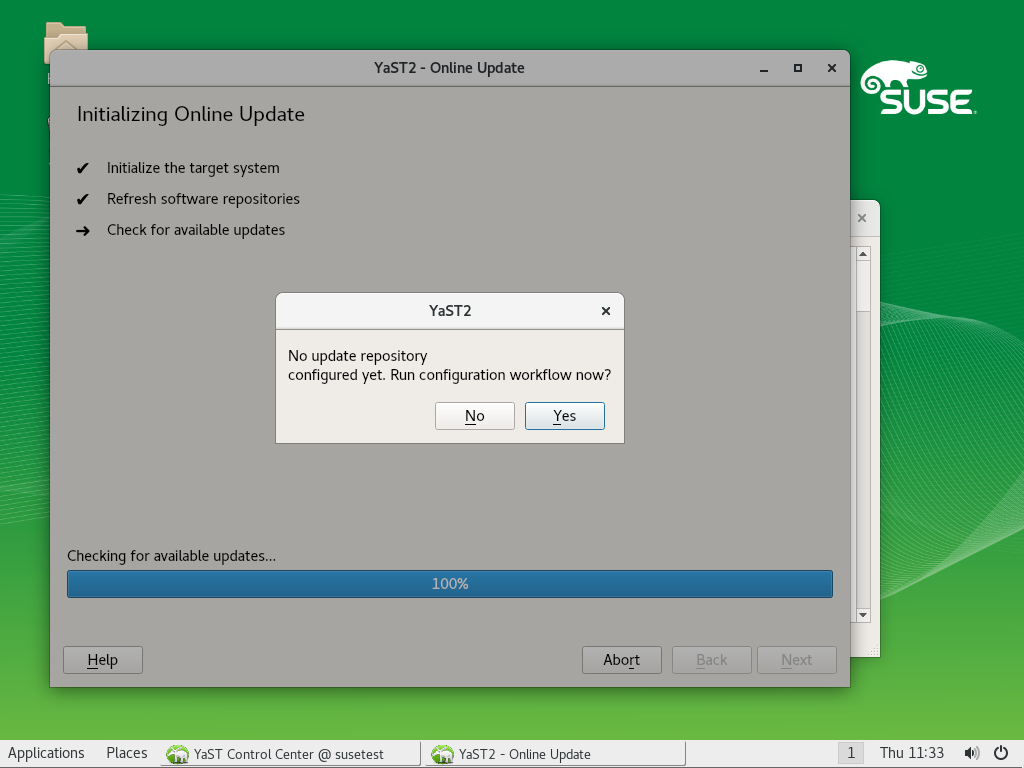 YaST2 - Online Update
Initializing Online Update
Initialize the target system
Refresh software repositories
Check for available updates
SUSE
YaST2
No update repository
configured yet. Run configuration workflow now?
No
Yes
Checking for available updates...
100%
Help
Abort
Back
Next
Applications
Places
YaST Control Center @ susetest
YaST2 - Online Update
1
Thu 11:33